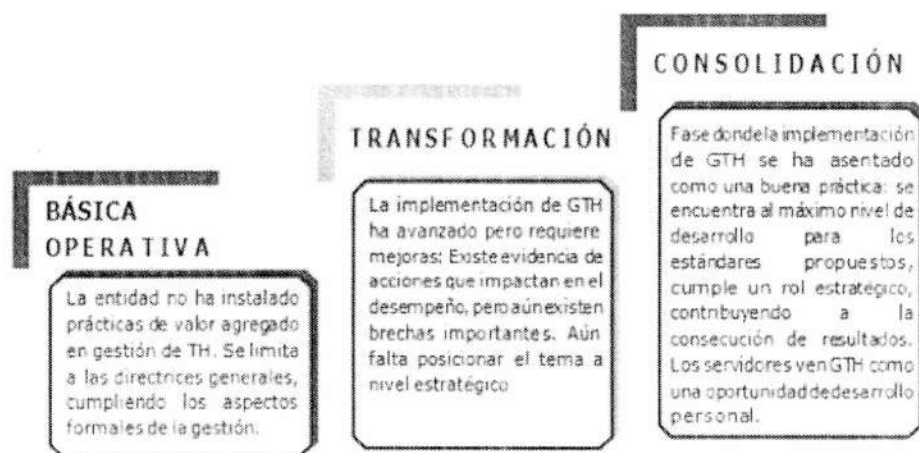 BÁSICA
OPERATIVA
La entidad no ha instalado
prácticas de valor agregado
en gestión de TH. Se limita
a las directrices generales,
cumpliendo los aspectos
formales de la gestión.
TRANSFORMACIÓN
La implementación de GTH
ha avanzado pero requiere
mejoras: Existe evidencia de
acciones que impactan en el
desempeño, pero aún existen
brechas importantes. Aún
falta posicionar el tema a
nivel estratégico
CONSOLIDACIÓN
Fase donde la implementación
de GTH se ha asentado
como una buena práctica: se
encuentra al máximo nivel de
desarrollo para los
estándares propuestos,
cumple un rol estratégico,
contribuyendo a la
consecución de resultados.
Los servidores ven GTH como
una oportunidad de desarrollo
personal.